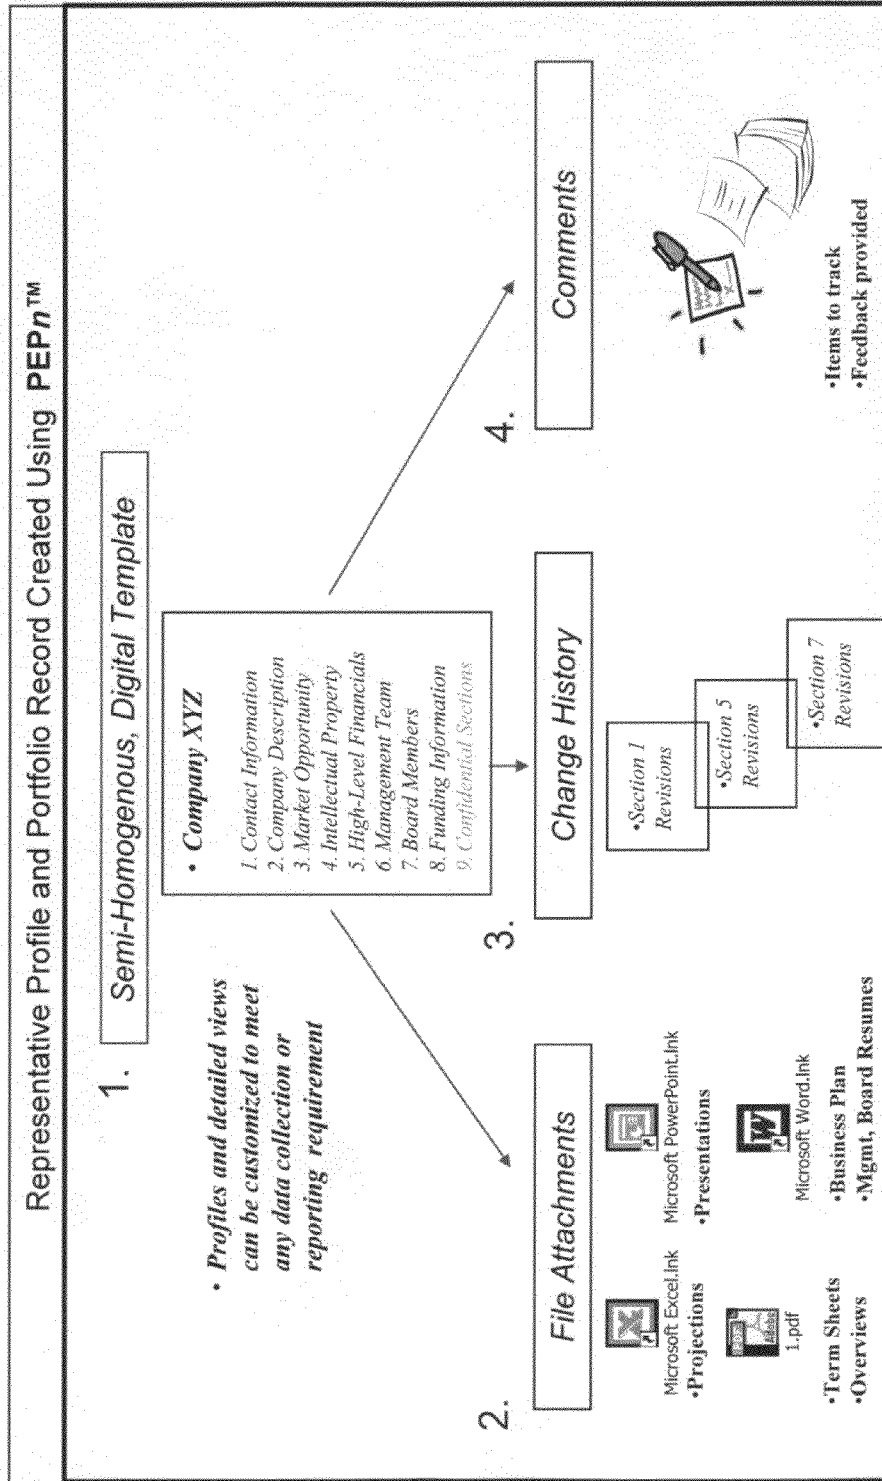 Representative Profile and Portfolio Record Created Using PEPn™
1.
Semi-Homogenous, Digital Template
• Profiles and detailed views
can be customized to meet
any data collection or
reporting requirement
• Company XYZ
1. Contact Information
2. Company Description
3. Market Opportunity
4. Intellectual Property
5. High-Level Financials
6. Management Team
7. Board Members
8. Funding Information
9. Confidential Sections
2.
File Attachments
Microsoft Excel.lnk
•Projections
Microsoft PowerPoint.lnk
•Presentations
Adobe
1.pdf
•Term Sheets
•Overviews
W
Microsoft Word.lnk
•Business Plan
•Mgmt, Board Resumes
3.
Change History
•Section 1
Revisions
•Section 5
Revisions
•Section 7
Revisions
4.
Comments
•Items to track
•Feedback provided